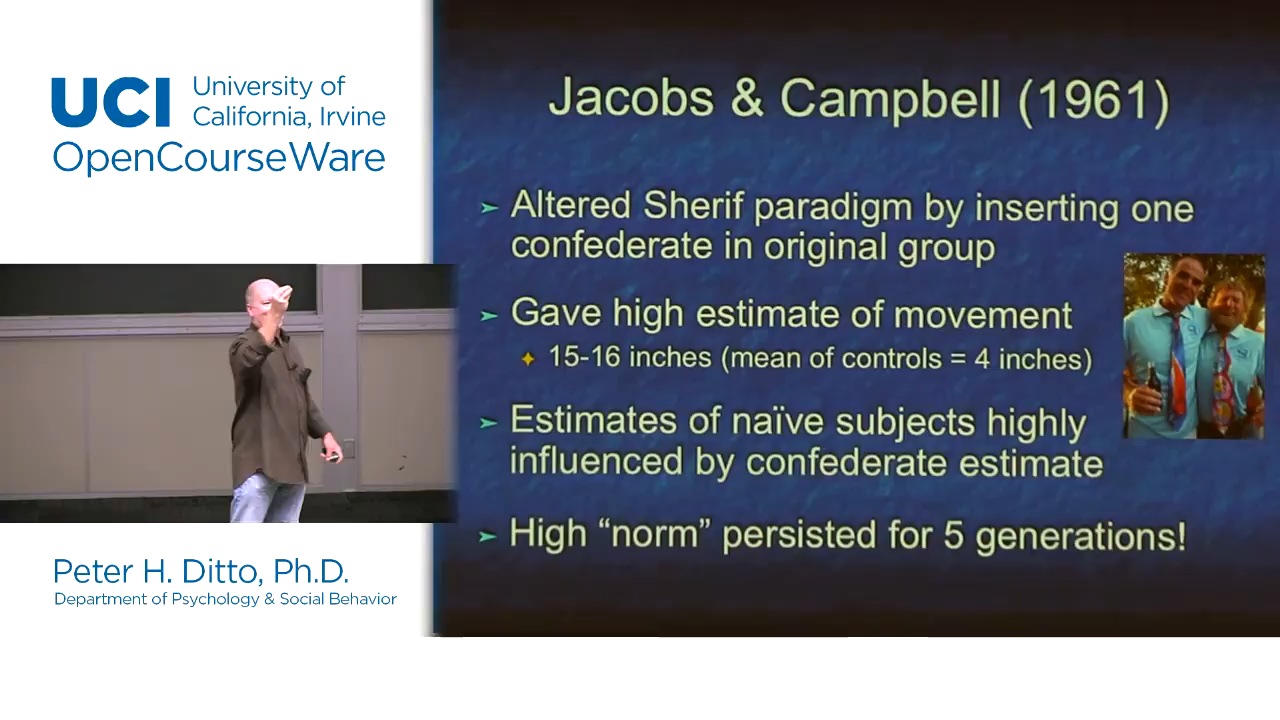 UCI University of
California, Irvine
OpenCourseWare
Peter H. Ditto, Ph.D.
Department of Psychology & Social Behavior
Jacobs & Campbell (1961)
➢ Altered Sherif paradigm by inserting one
confederate in original group
➢ Gave high estimate of movement
✦ 15-16 inches (mean of controls = 4 inches)
➢ Estimates of naïve subjects highly
influenced by confederate estimate
➢ High “norm” persisted for 5 generations!